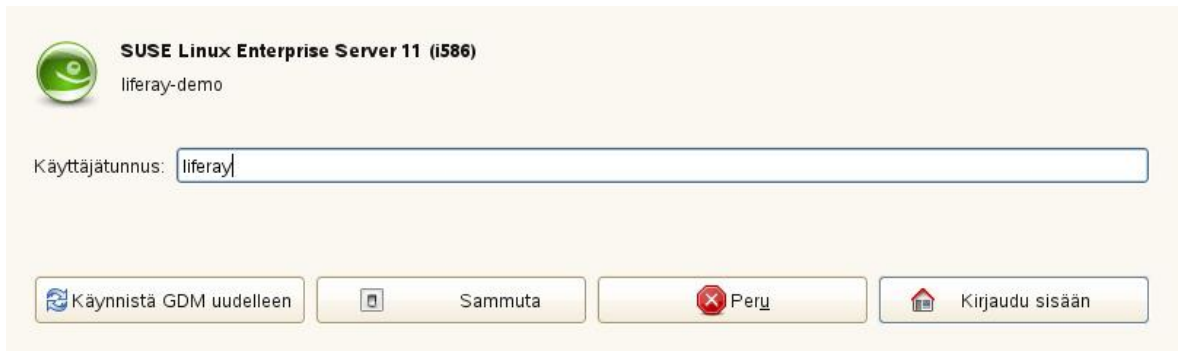 SUSE Linux Enterprise Server 11 (i586)
liferay-demo
Käyttäjätunnus: liferay
Käynnistä GDM uudelleen Sammuta Peru Kirjaudu sisään